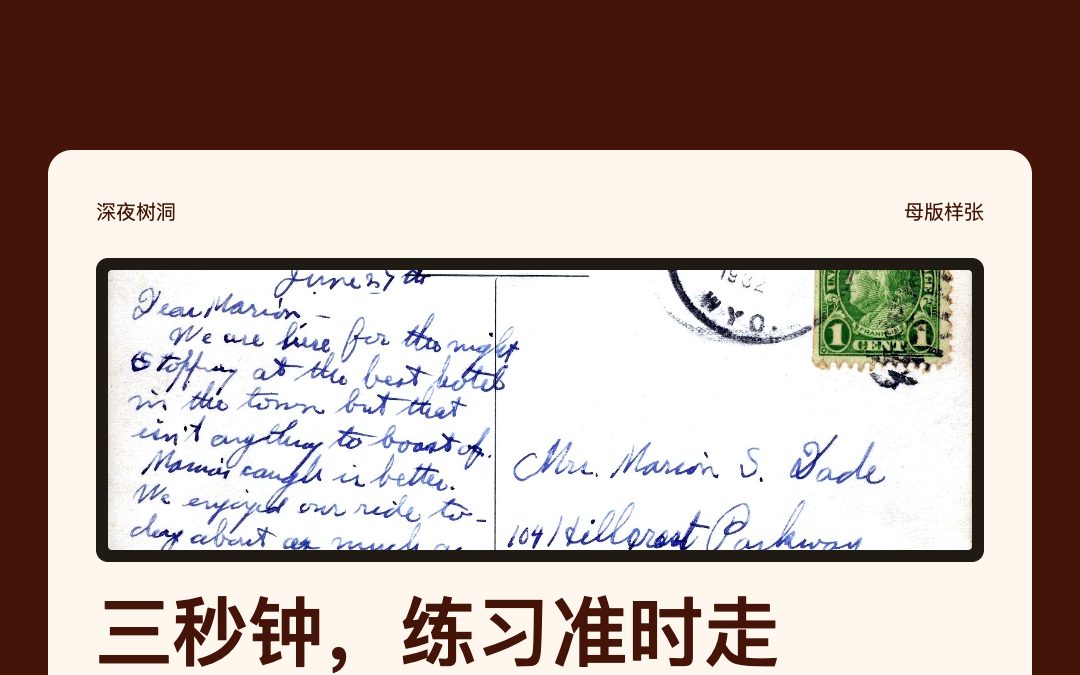 深夜树洞
母版样张
June 27th
Dear Marion –
We are here for the night
stopping at the best hotel
in the town but that
isn't anything to boast of.
Mama's cough is better.
We enjoyed our ride to-
day about as much as
1932
WYO.
1 CENT 1
Mrs. Marion S. Dade
104 Hillcrest Parkway
三秒钟，练习准时走